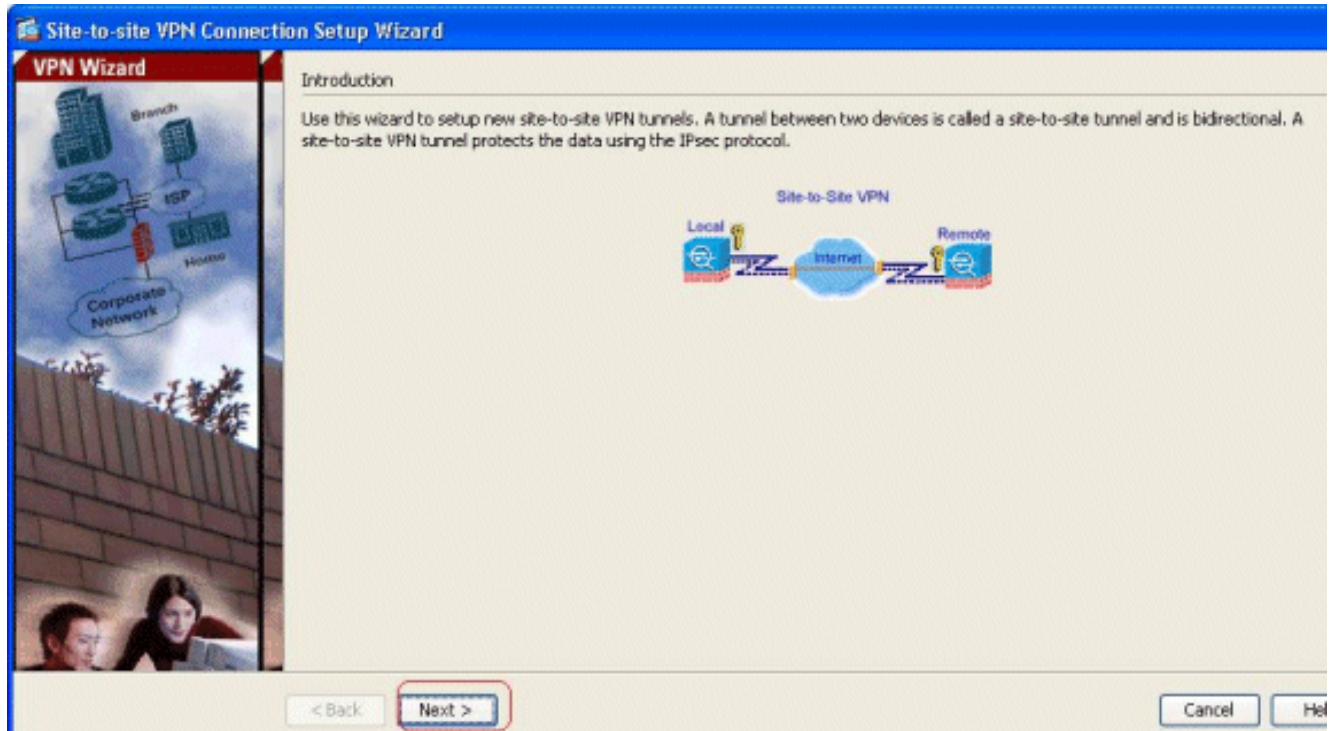 Site-to-site VPN Connection Setup Wizard
VPN Wizard
Branch
ISP
Home
Corporate
Network
Introduction
Use this wizard to setup new site-to-site VPN tunnels. A tunnel between two devices is called a site-to-site tunnel and is bidirectional. A
site-to-site VPN tunnel protects the data using the IPsec protocol.
Site-to-Site VPN
Local
Internet
Remote
< Back
Next >
Cancel
Hel